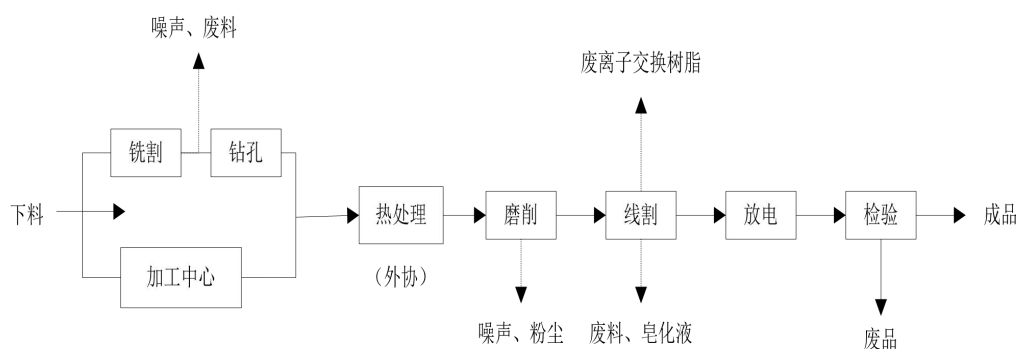 噪声、废料
废离子交换树脂
铣割
钻孔
下料
热处理
磨削
线割
放电
检验
成品
加工中心
（外协）
噪声、粉尘
废料、皂化液
废品